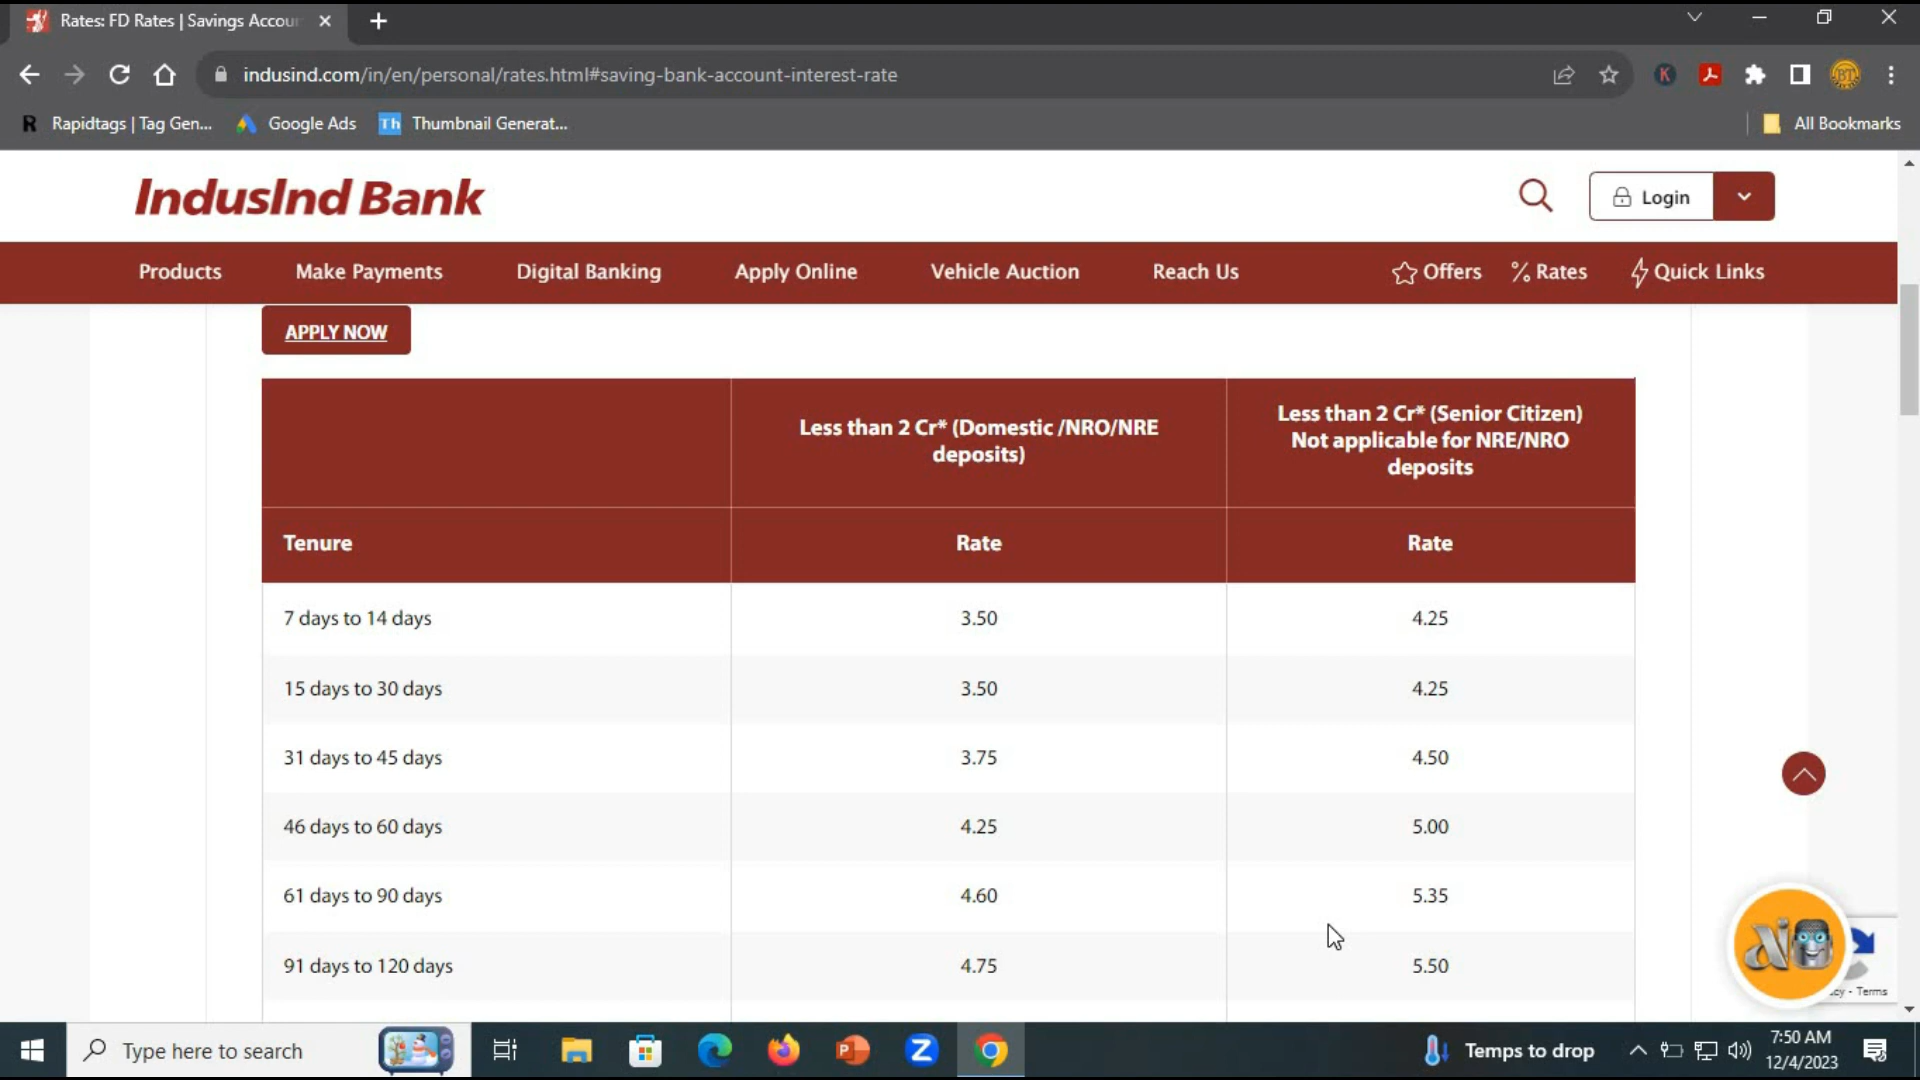 Rates: FD Rates | Savings Accou
indusind.com/in/en/personal/rates.html#saving-bank-account-interest-rate
K
BT
R Rapidtags | Tag Gen... Google Ads Th Thumbnail Generat... All Bookmarks
IndusInd Bank
Login
Products Make Payments Digital Banking Apply Online Vehicle Auction Reach Us Offers % Rates Quick Links
APPLY NOW
Less than 2 Cr* (Domestic /NRO/NRE
deposits)
Less than 2 Cr* (Senior Citizen)
Not applicable for NRE/NRO
deposits
Tenure Rate Rate
7 days to 14 days 3.50 4.25
15 days to 30 days 3.50 4.25
31 days to 45 days 3.75 4.50
46 days to 60 days 4.25 5.00
61 days to 90 days 4.60 5.35
91 days to 120 days 4.75 5.50
cy - Terms
Type here to search
P
Z
Temps to drop
7:50 AM
12/4/2023